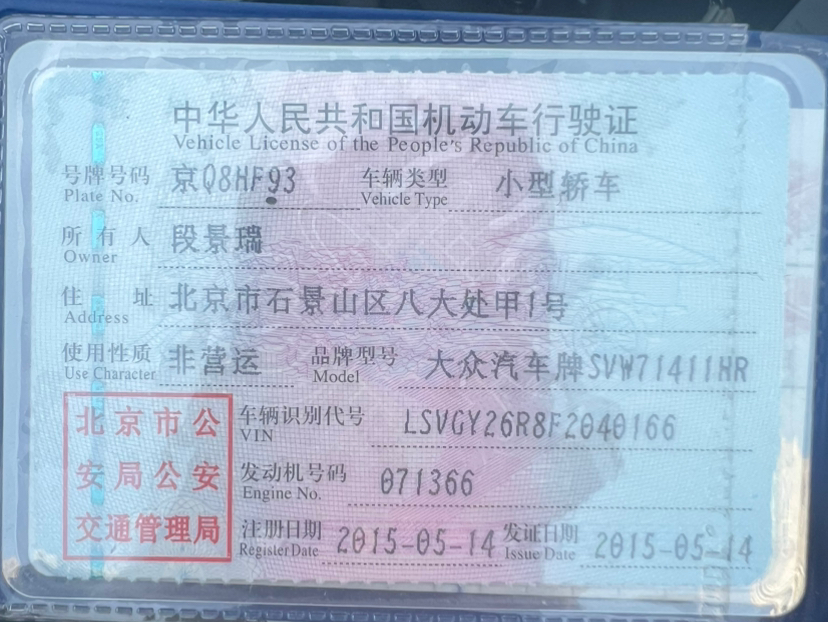 中华人民共和国机动车行驶证
Vehicle License of the People's Republic of China
号牌号码 京Q8HF93 车辆类型 小型轿车
Plate No. Vehicle Type
所有人 段景瑞
Owner
住址 北京市石景山区八大处甲1号
Address
使用性质 非营运 品牌型号 大众汽车牌SVW71411HR
Use Character Model
北京市公安局公安交通管理局
车辆识别代号 LSVGY26R8F2040166
VIN
发动机号码 071366
Engine No.
注册日期 2015-05-14 发证日期 2015-05-14
Register Date Issue Date